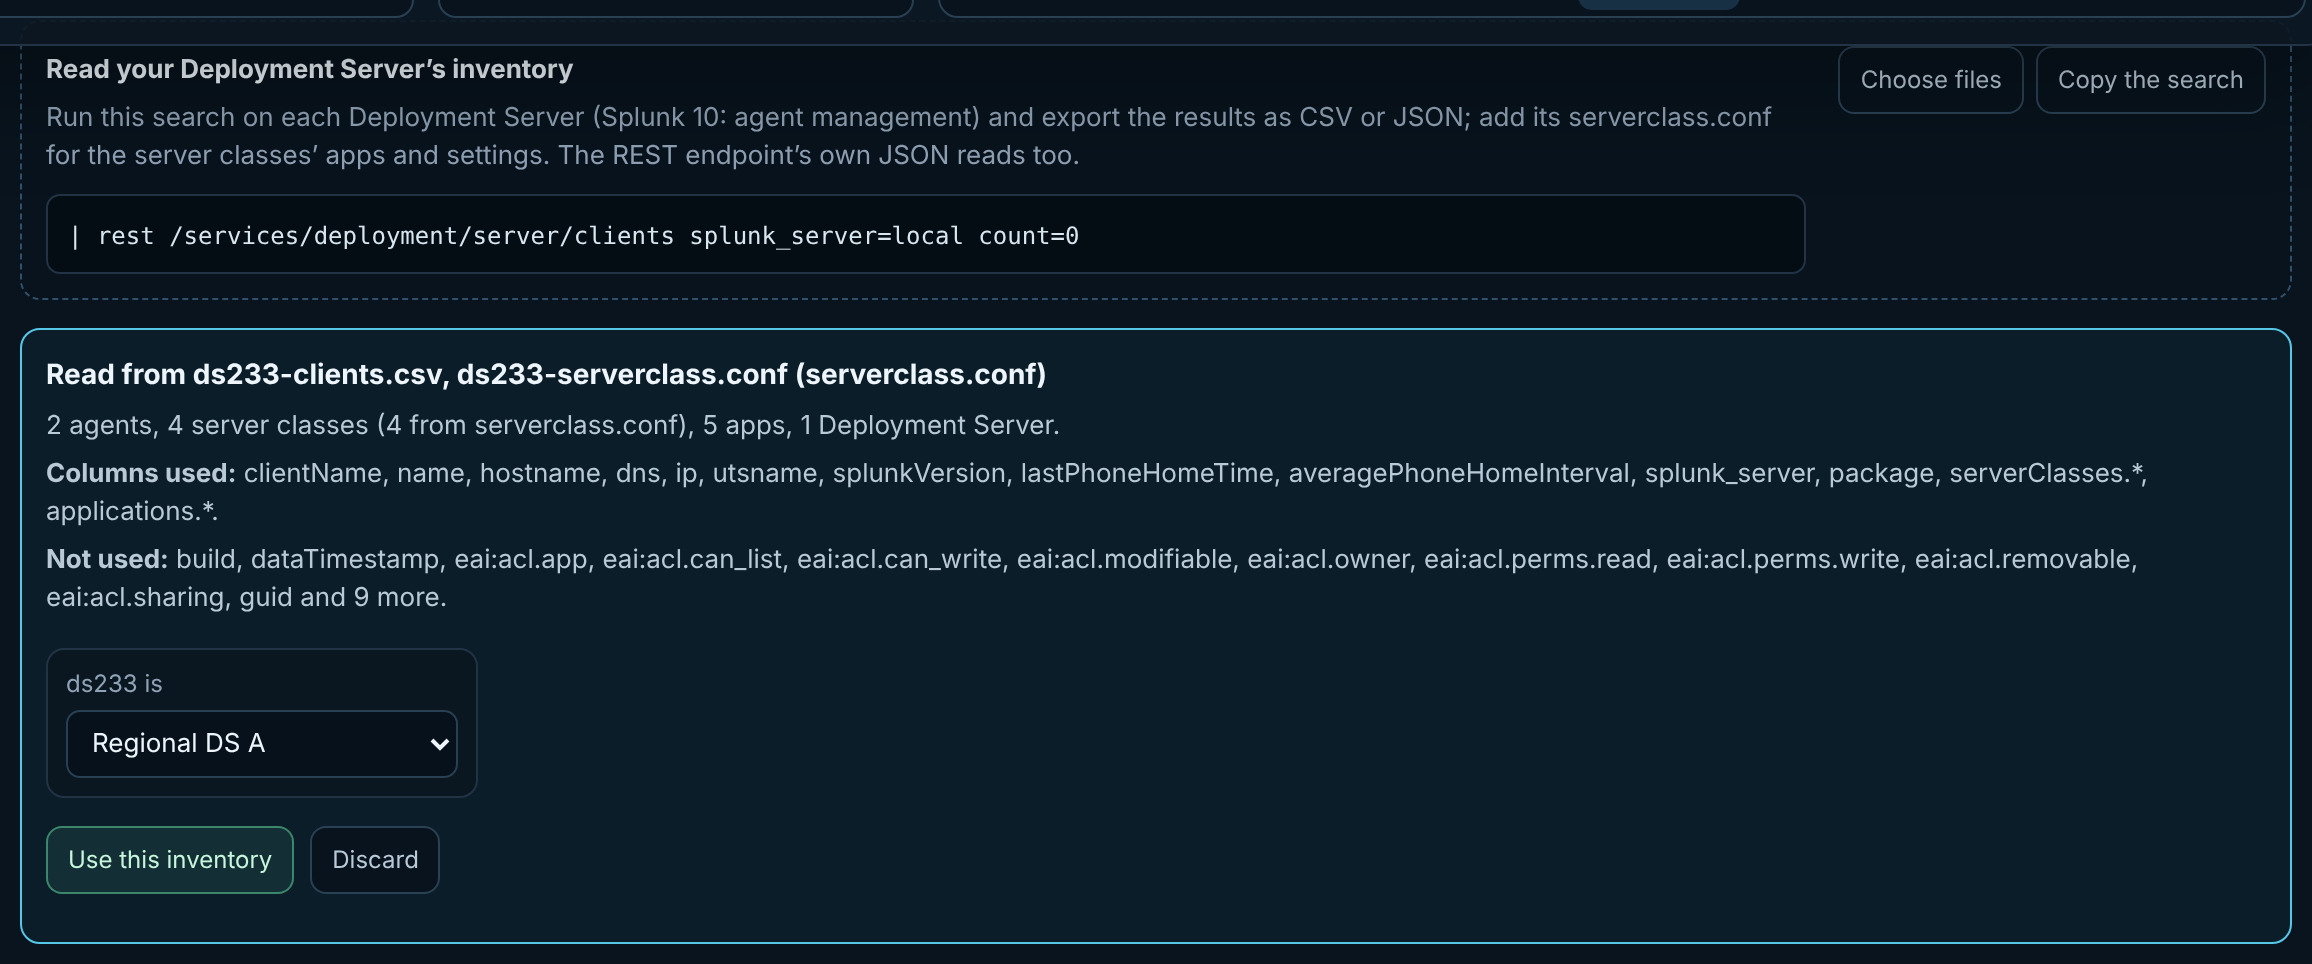 Read your Deployment Server’s inventory
Choose files
Copy the search
Run this search on each Deployment Server (Splunk 10: agent management) and export the results as CSV or JSON; add its serverclass.conf
for the server classes’ apps and settings. The REST endpoint’s own JSON reads too.
| rest /services/deployment/server/clients splunk_server=local count=0
Read from ds233-clients.csv, ds233-serverclass.conf (serverclass.conf)
2 agents, 4 server classes (4 from serverclass.conf), 5 apps, 1 Deployment Server.
Columns used: clientName, name, hostname, dns, ip, utsname, splunkVersion, lastPhoneHomeTime, averagePhoneHomeInterval, splunk_server, package, serverClasses.*,
applications.*.
Not used: build, dataTimestamp, eai:acl.app, eai:acl.can_list, eai:acl.can_write, eai:acl.modifiable, eai:acl.owner, eai:acl.perms.read, eai:acl.perms.write, eai:acl.removable,
eai:acl.sharing, guid and 9 more.
ds233 is
Regional DS A
Use this inventory
Discard